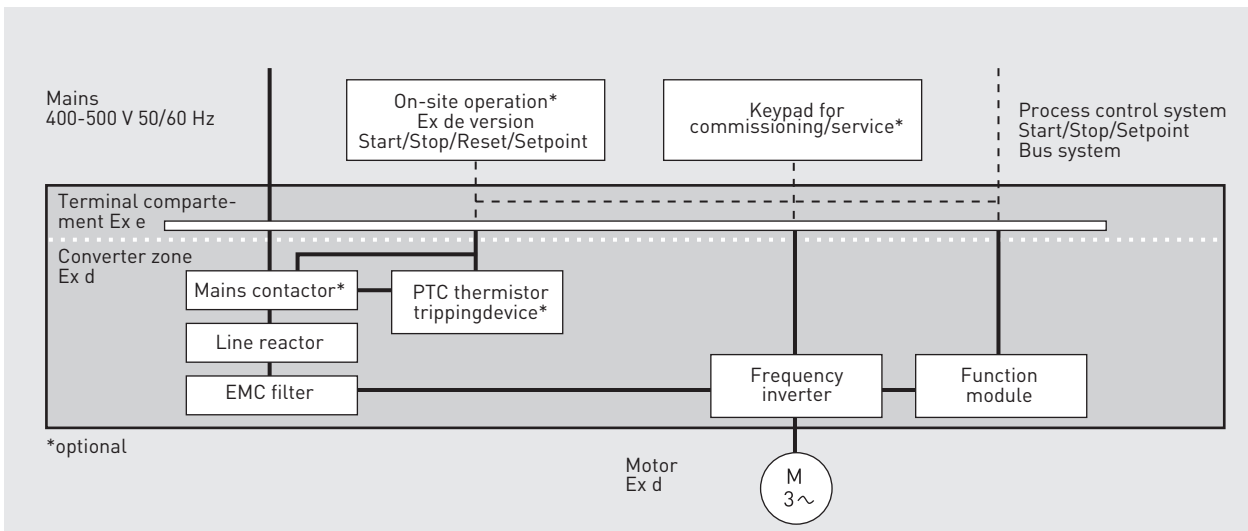 Mains
400-500 V 50/60 Hz
On-site operation*
Ex de version
Start/Stop/Reset/Setpoint
Keypad for
commissioning/service*
Process control system
Start/Stop/Setpoint
Bus system
Terminal comparte-
ment Ex e
Converter zone
Ex d
Mains contactor*
PTC thermistor
trippingdevice*
Line reactor
EMC filter
Frequency
inverter
Function
module
*optional
Motor
Ex d
M
3~